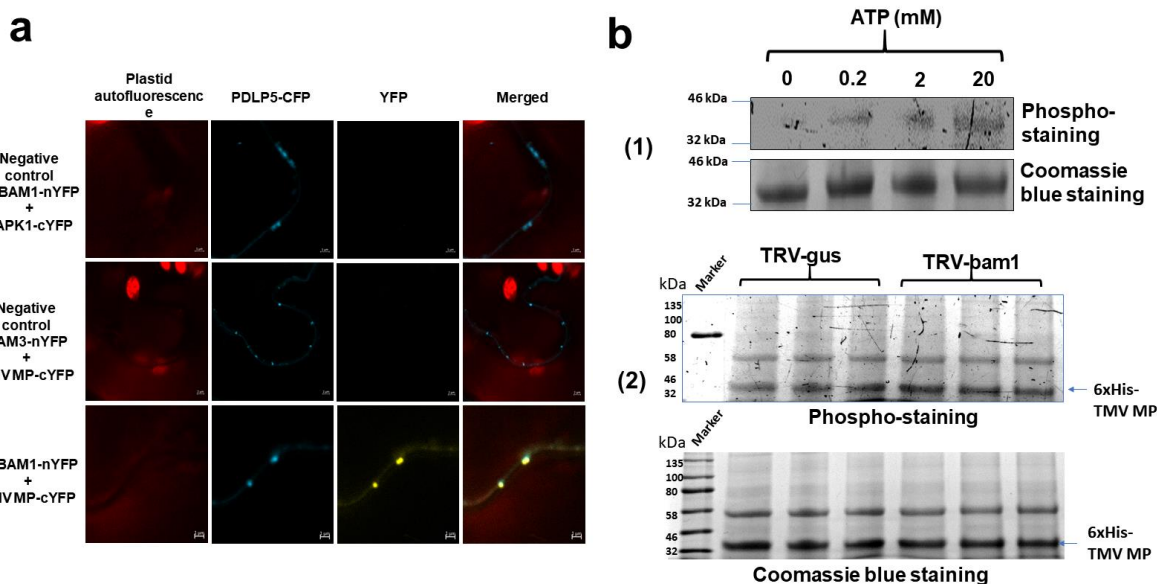 a
Plastid
autofluorescenc
e
PDLP5-CFP
YFP
Merged
Negative
control
BAM1-nYFP
+
APK1-cYFP
Negative
control
AM3-nYFP
+
V MP-cYFP
BAM1-nYFP
+
MV MP-cYFP
b
ATP (mM)
0
0.2
2
20
(1)
46 kDa
32 kDa
Phospho-
staining
46 kDa
32 kDa
Coomassie
blue staining
(2)
kDa
Marker
TRV-gus
TRV-bam1
135
100
80
58
46
32
6xHis-
TMV MP
Phospho-staining
kDa
Marker
135
100
80
58
46
32
6xHis-
TMV MP
Coomassie blue staining